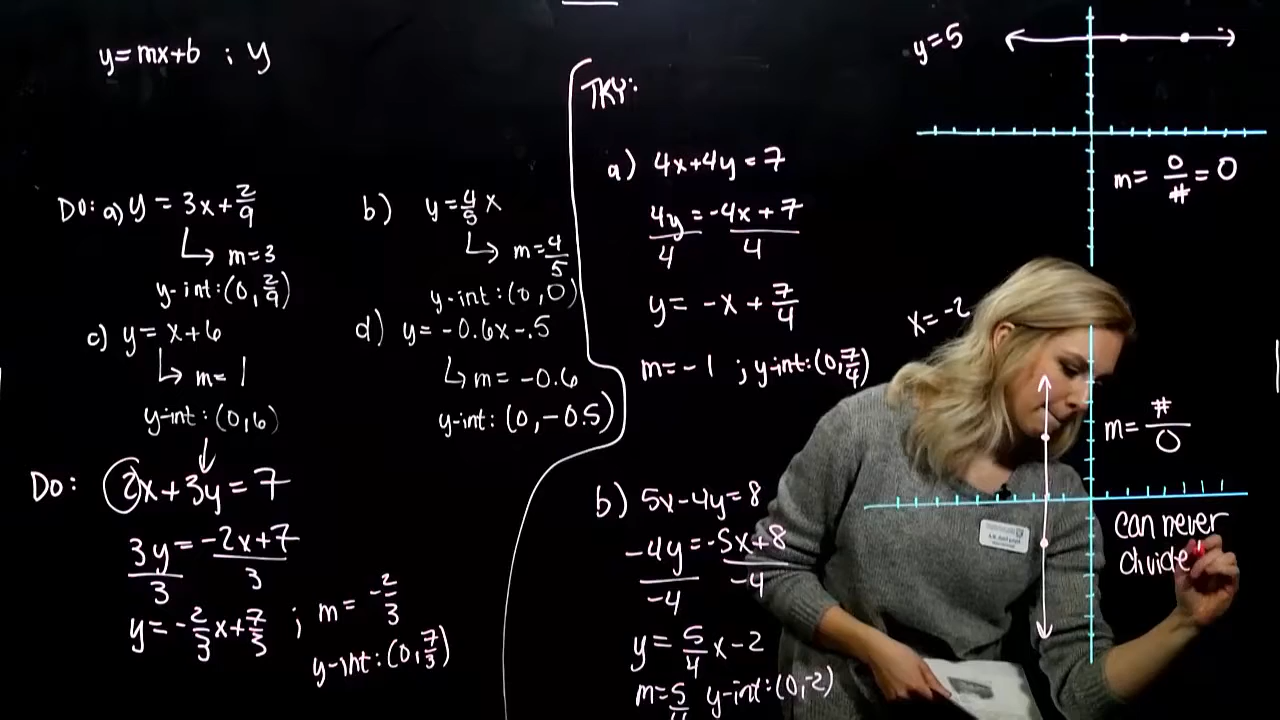 y=mx+b ; y
Do: a) y = 3x+2/9
↳ m=3
y-int:(0,2/9)
b) y=4/5 x
↳ m=4/5
y-int:(0,0)
c) y= x+6
↳ m= 1
y-int:(0,6)
d) y= -0.6x-.5
↳ m= -0.6
y-int: (0,-0.5)
Do: 2x+3y=7
3y/3 = -2x+7/3
y=-2/3x+7/3 ; m= -2/3
y-int:(0,7/3)
TKY:
a) 4x+4y=7
4y/4 = -4x+7/4
y= -x+7/4
m=-1 ; y-int:(0,7/4)
b) 5x-4y=8
-4y/-4 = -5x+8/-4
y= 5/4x-2
m=5/4 y-int:(0,-2)
y=5
m= 0/# = 0
x=-2
m= #/0
can never
divide